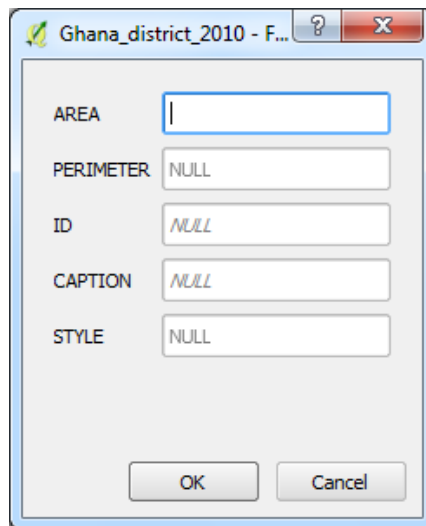 Ghana_district_2010 - F...
AREA
PERIMETER NULL
ID NULL
CAPTION NULL
STYLE NULL
OK Cancel